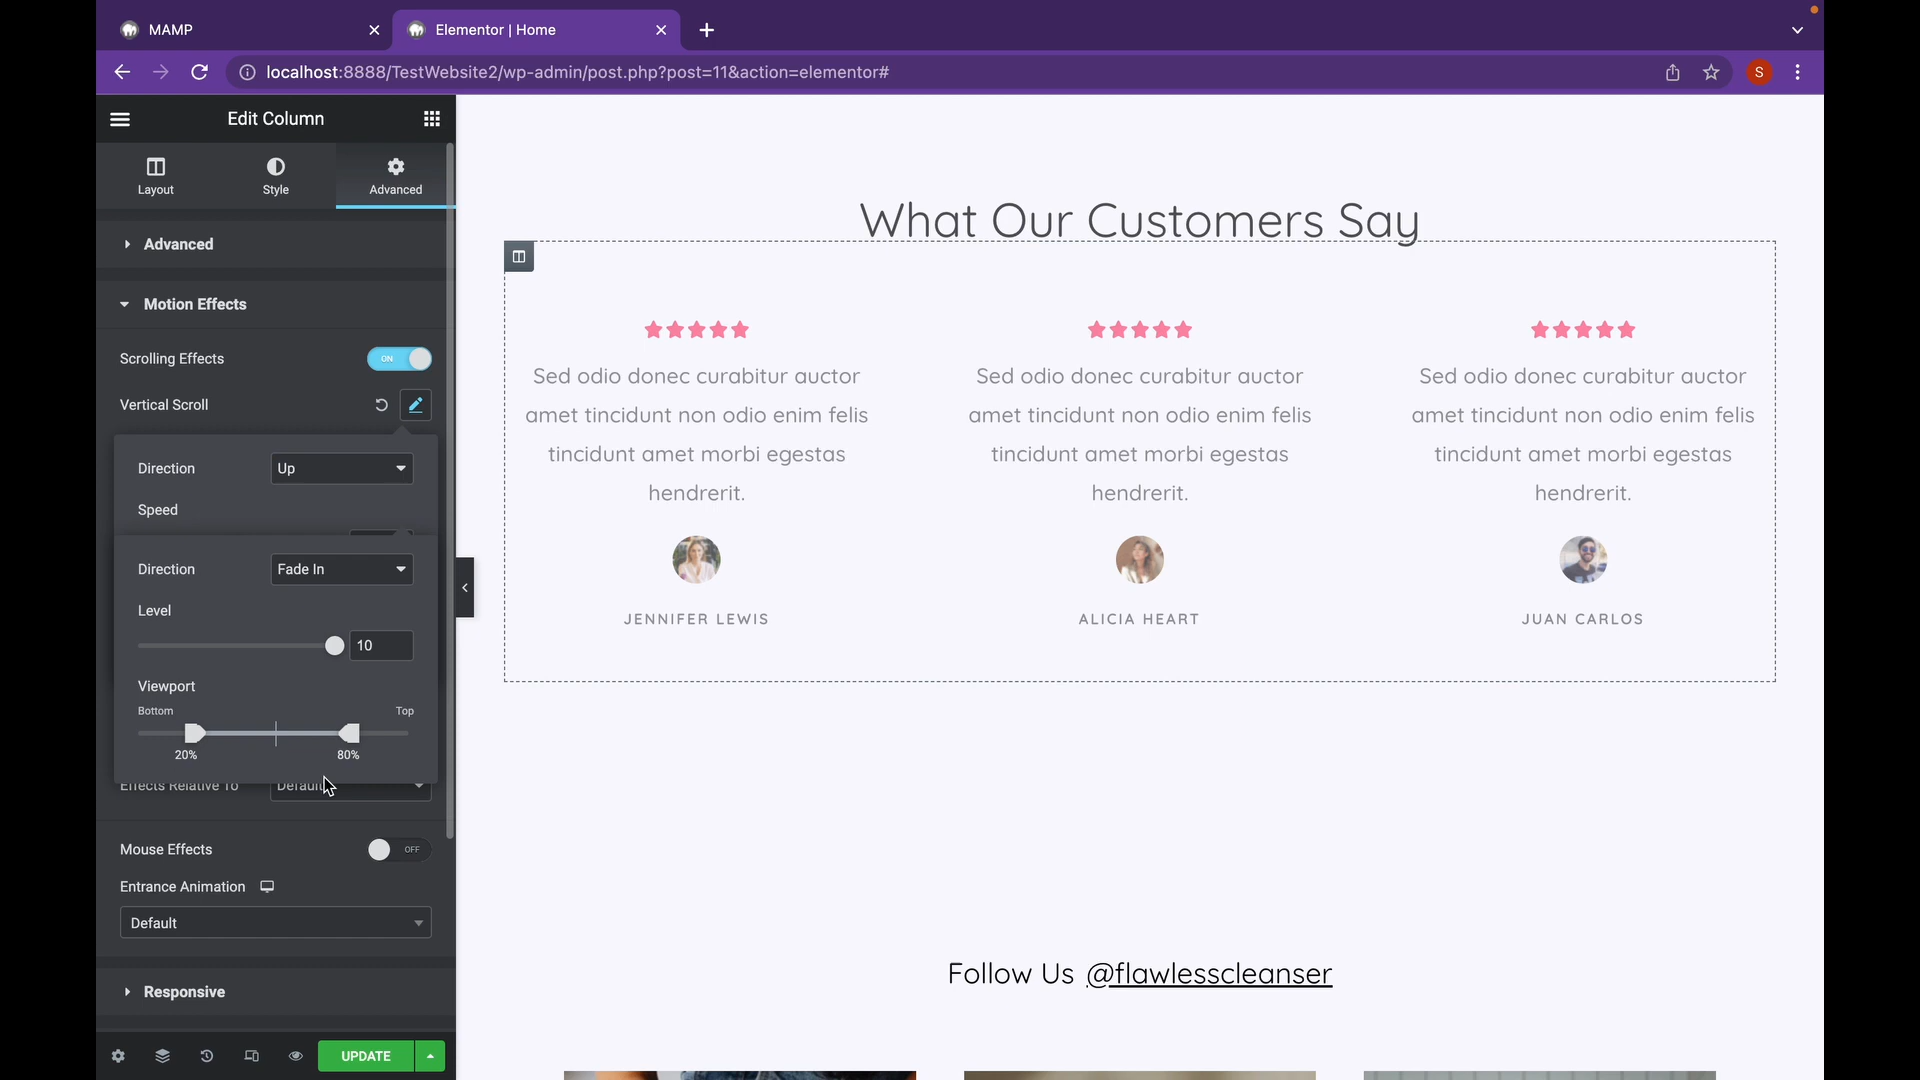 MAMP
Elementor | Home
localhost:8888/TestWebsite2/wp-admin/post.php?post=11&action=elementor#
S
Edit Column
Layout
Style
Advanced
Advanced
Motion Effects
Scrolling Effects
ON
Vertical Scroll
Direction
Up
Speed
Direction
Fade In
Level
10
Viewport
Bottom
Top
20%
80%
Effects Relative To
Default
Mouse Effects
OFF
Entrance Animation
Default
Responsive
UPDATE
What Our Customers Say
Sed odio donec curabitur auctor
amet tincidunt non odio enim felis
tincidunt amet morbi egestas
hendrerit.
JENNIFER LEWIS
Sed odio donec curabitur auctor
amet tincidunt non odio enim felis
tincidunt amet morbi egestas
hendrerit.
ALICIA HEART
Sed odio donec curabitur auctor
amet tincidunt non odio enim felis
tincidunt amet morbi egestas
hendrerit.
JUAN CARLOS
Follow Us @flawlesscleanser